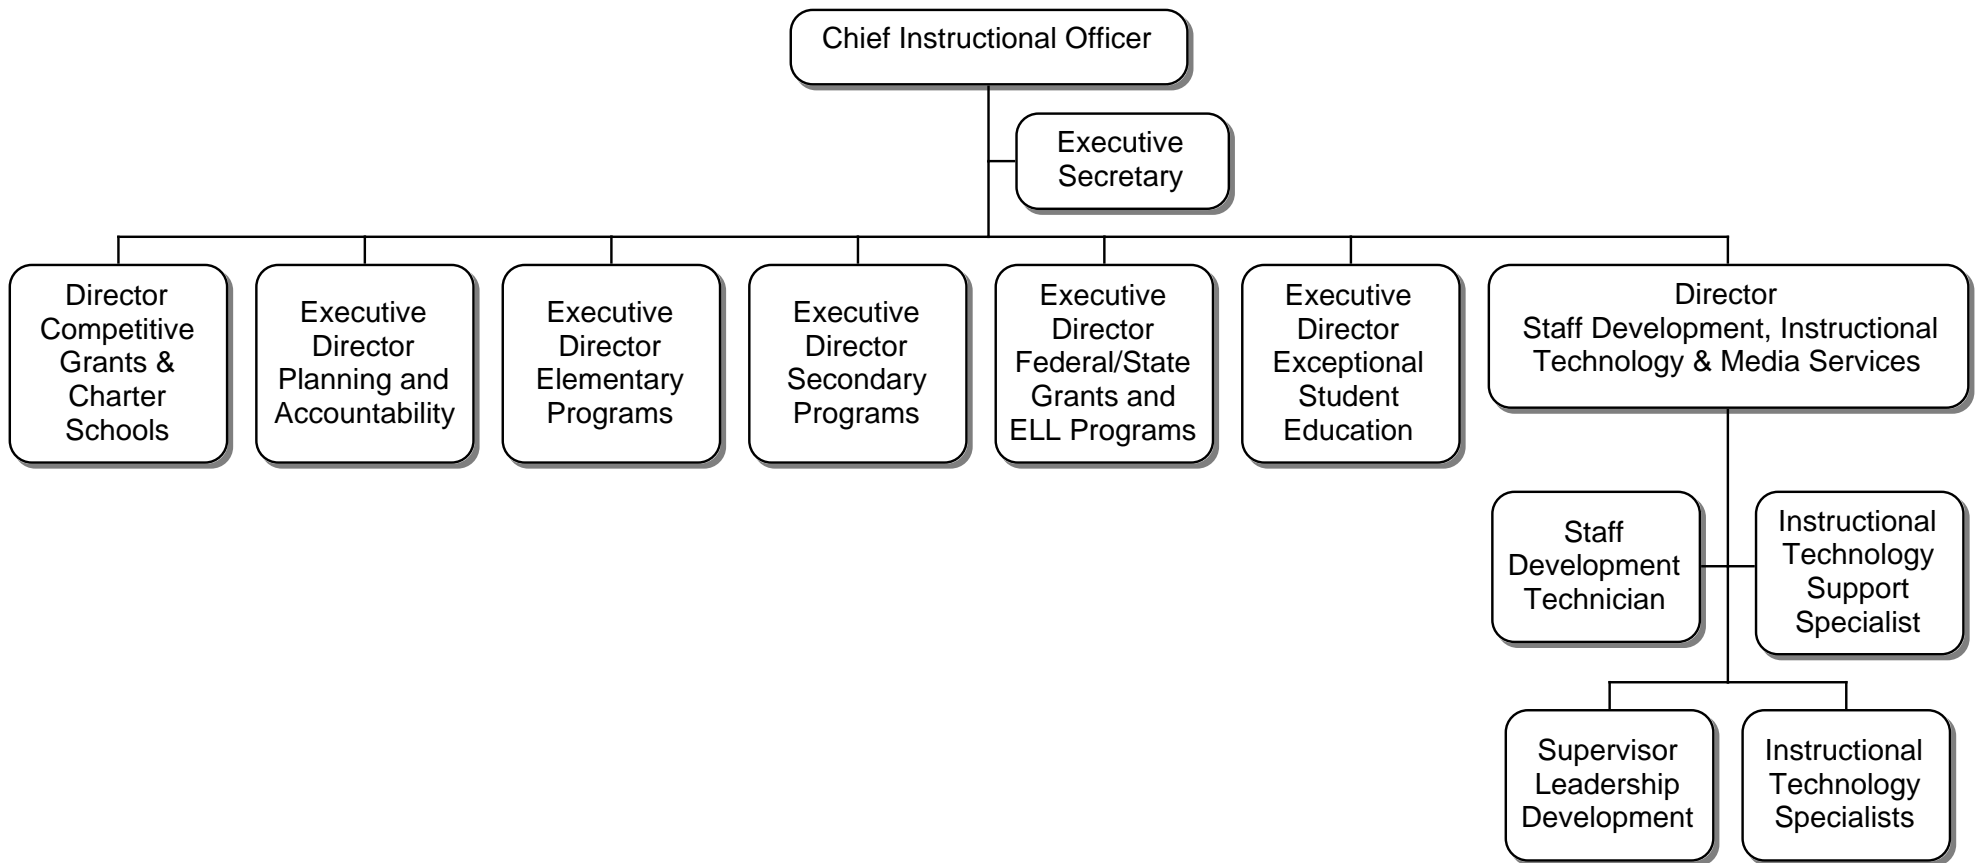 Chief Instructional Officer
Executive
Secretary
Director
Competitive
Grants &
Charter
Schools
Executive
Director
Planning and
Accountability
Executive
Director
Elementary
Programs
Executive
Director
Secondary
Programs
Executive
Director
Federal/State
Grants and
ELL Programs
Executive
Director
Exceptional
Student
Education
Director
Staff Development, Instructional
Technology & Media Services
Staff
Development
Technician
Instructional
Technology
Support
Specialist
Supervisor
Leadership
Development
Instructional
Technology
Specialists